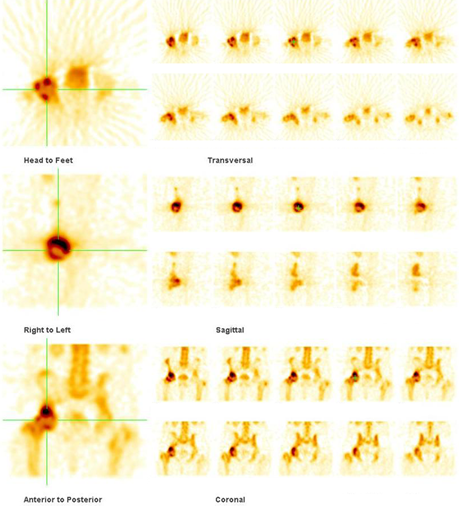 Head to Feet
Transversal
Right to Left
Sagittal
Anterior to Posterior
Coronal